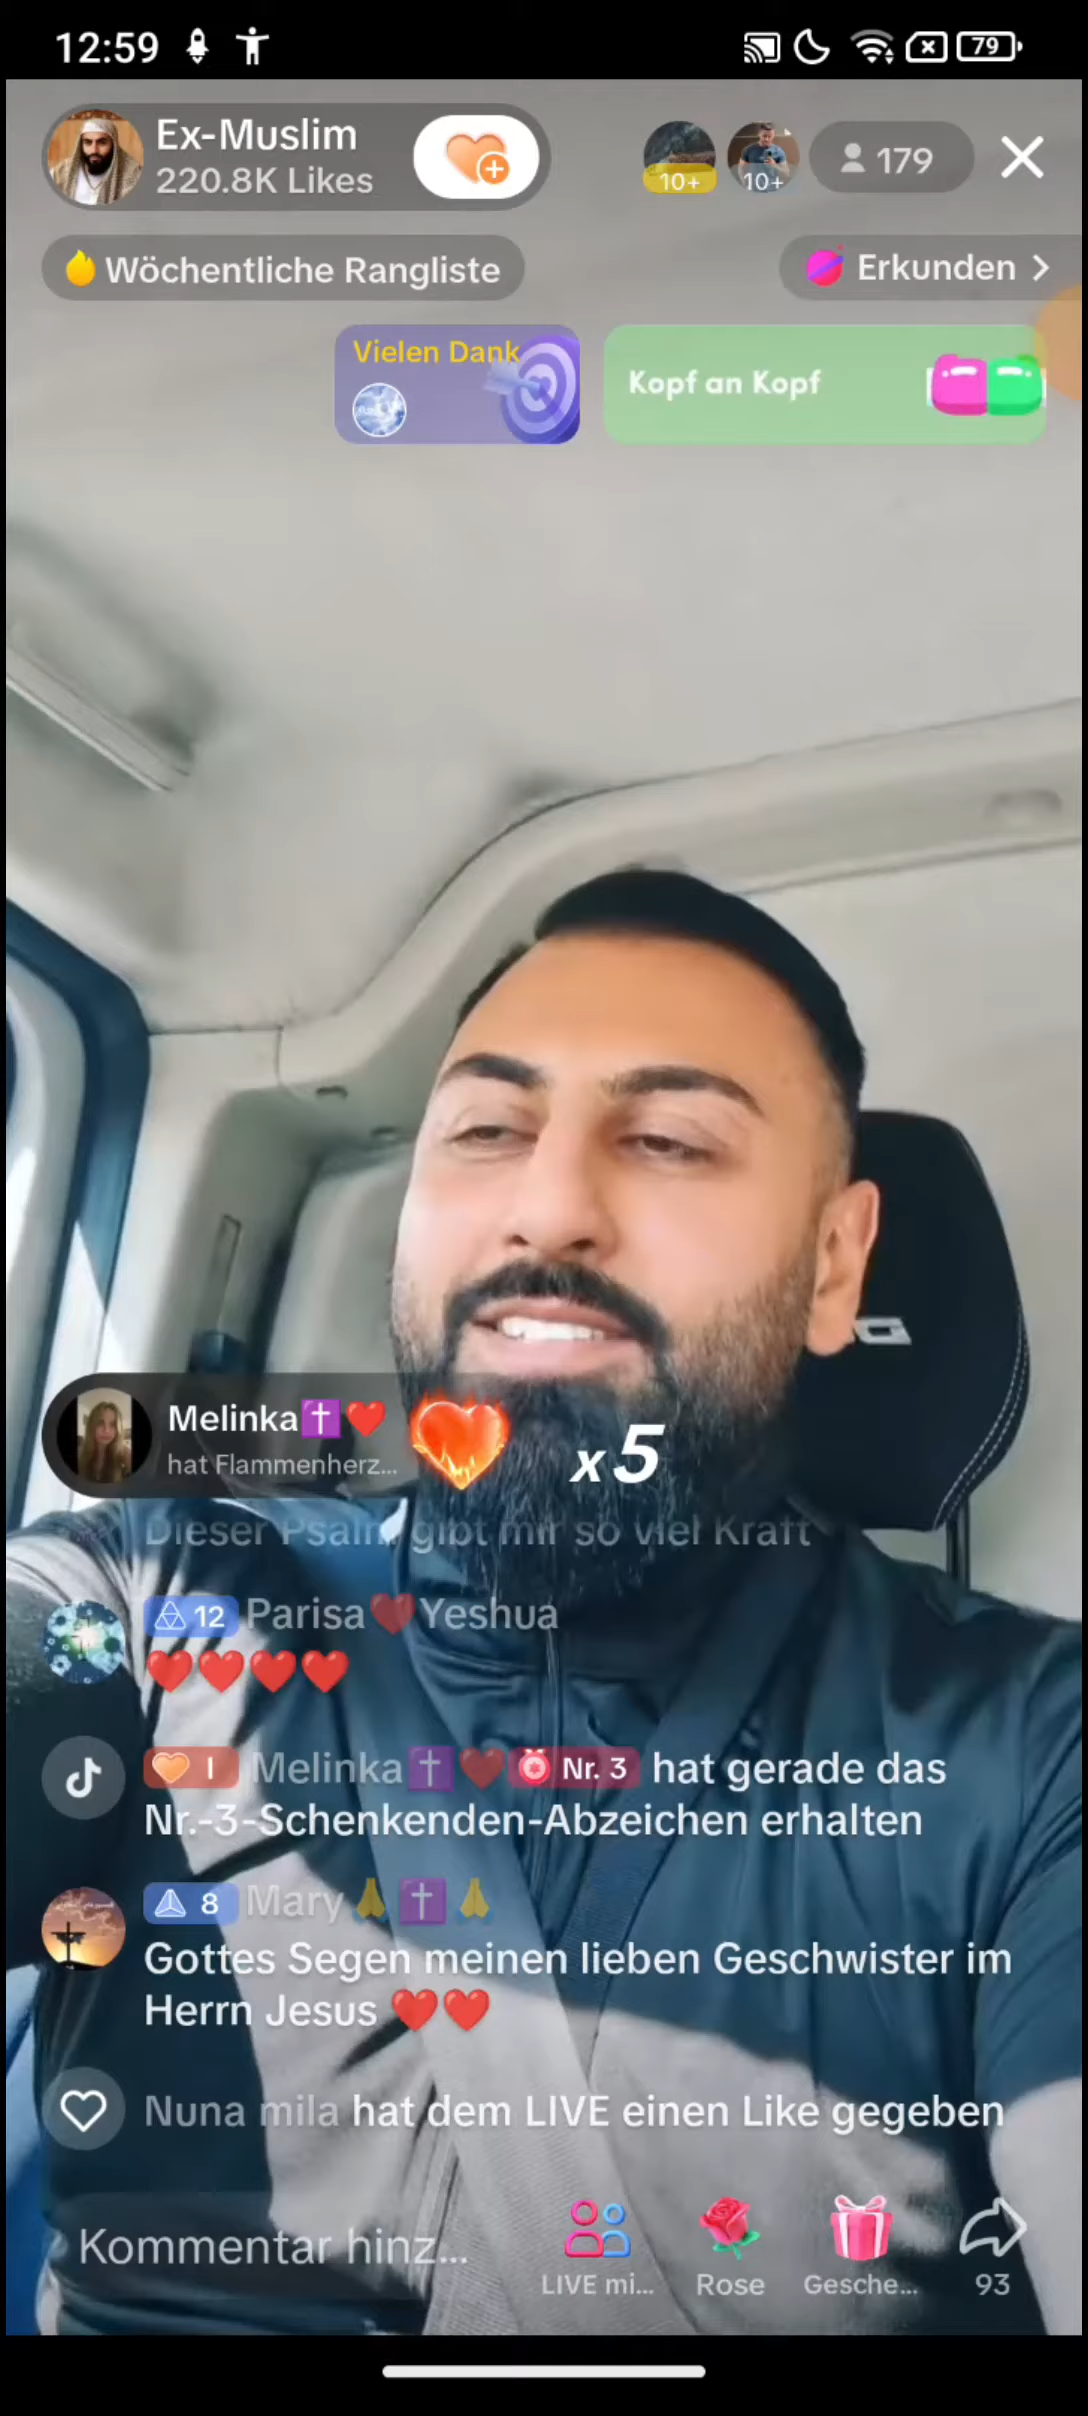 12:59
79
Ex-Muslim
220.8K Likes
10+
10+
179
Wöchentliche Rangliste
Erkunden
Vielen Dank
Kopf an Kopf
G
Melinka✝️❤️
hat Flammenherz...
x5
Dieser Psalm gibt mir so viel Kraft
12 Parisa❤️Yeshua
❤️❤️❤️❤️
I Melinka✝️❤️ Nr. 3 hat gerade das
Nr.-3-Schenkenden-Abzeichen erhalten
8 Mary🙏✝️🙏
Gottes Segen meinen lieben Geschwister im
Herrn Jesus ❤️❤️
Nuna mila hat dem LIVE einen Like gegeben
Kommentar hinz...
LIVE mi...
Rose
Gesche...
93